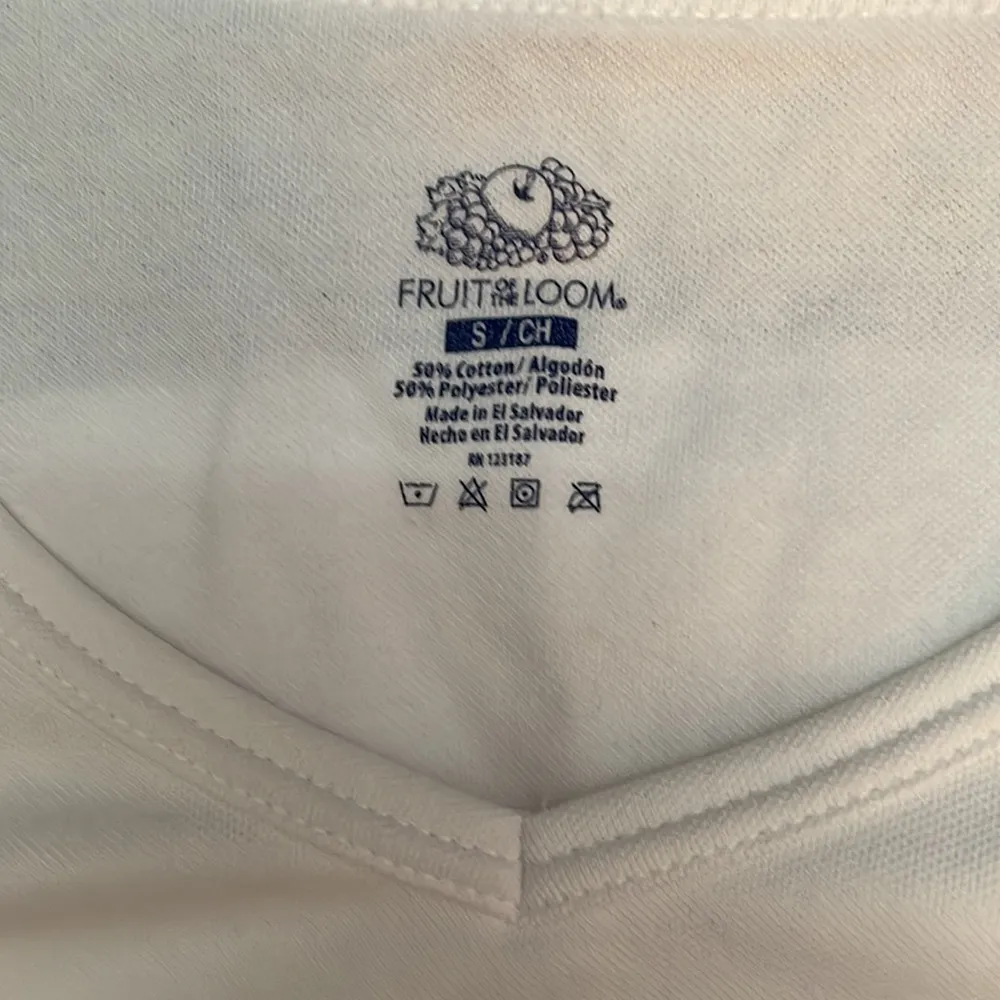 FRUIT OF THE LOOM®
S / CH
50% Cotton/ Algodón
50% Polyester/ Poliester
Made in El Salvador
Hecho en El Salvador
RN 123187